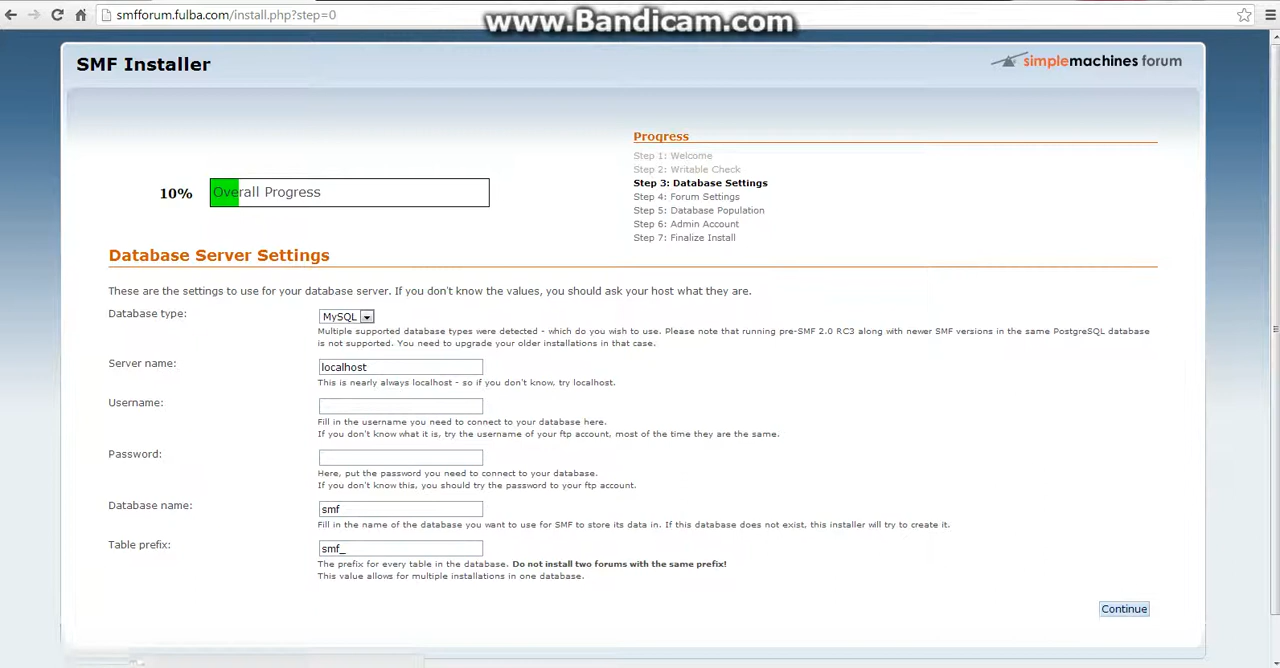 smfforum.fulba.com/install.php?step=0
www.Bandicam.com
SMF Installer
simplemachines forum
Progress
Step 1: Welcome
Step 2: Writable Check
Step 3: Database Settings
Step 4: Forum Settings
Step 5: Database Population
Step 6: Admin Account
Step 7: Finalize Install
10%
Overall Progress
Database Server Settings
These are the settings to use for your database server. If you don't know the values, you should ask your host what they are.
Database type:
MySQL
Multiple supported database types were detected - which do you wish to use. Please note that running pre-SMF 2.0 RC3 along with newer SMF versions in the same PostgreSQL database
is not supported. You need to upgrade your older installations in that case.
Server name:
localhost
This is nearly always localhost - so if you don't know, try localhost.
Username:
Fill in the username you need to connect to your database here.
If you don't know what it is, try the username of your ftp account, most of the time they are the same.
Password:
Here, put the password you need to connect to your database.
If you don't know this, you should try the password to your ftp account.
Database name:
smf
Fill in the name of the database you want to use for SMF to store its data in. If this database does not exist, this installer will try to create it.
Table prefix:
smf_
The prefix for every table in the database. Do not install two forums with the same prefix!
This value allows for multiple installations in one database.
Continue